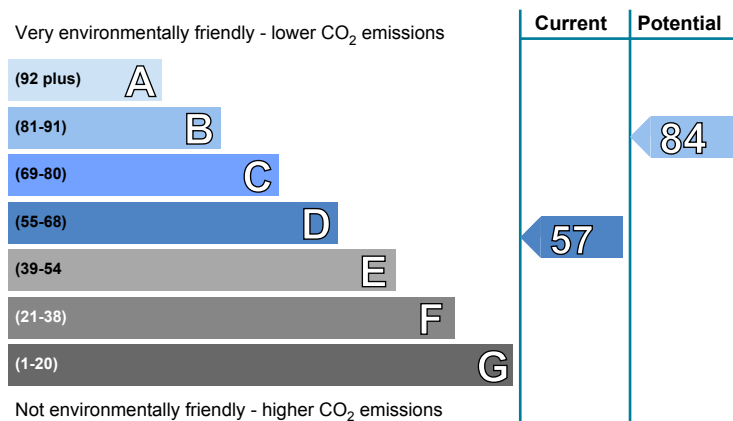 Very environmentally friendly - lower CO₂ emissions
Current
Potential
(92 plus) A
(81-91) B
84
(69-80) C
(55-68) D
57
(39-54 E
(21-38) F
(1-20) G
Not environmentally friendly - higher CO₂ emissions